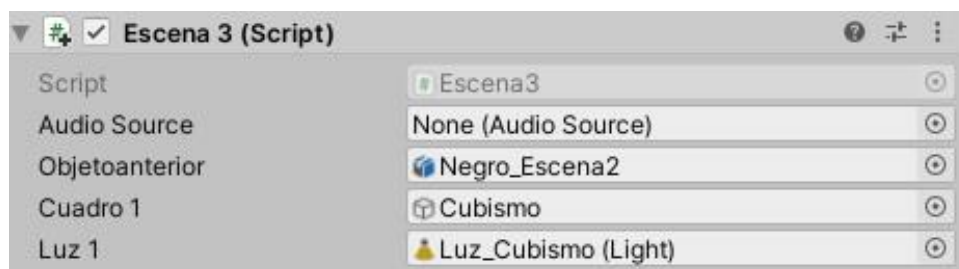 Escena 3 (Script)
Script Escena3
Audio Source None (Audio Source)
Objetoanterior Negro_Escena2
Cuadro 1 Cubismo
Luz 1 Luz_Cubismo (Light)